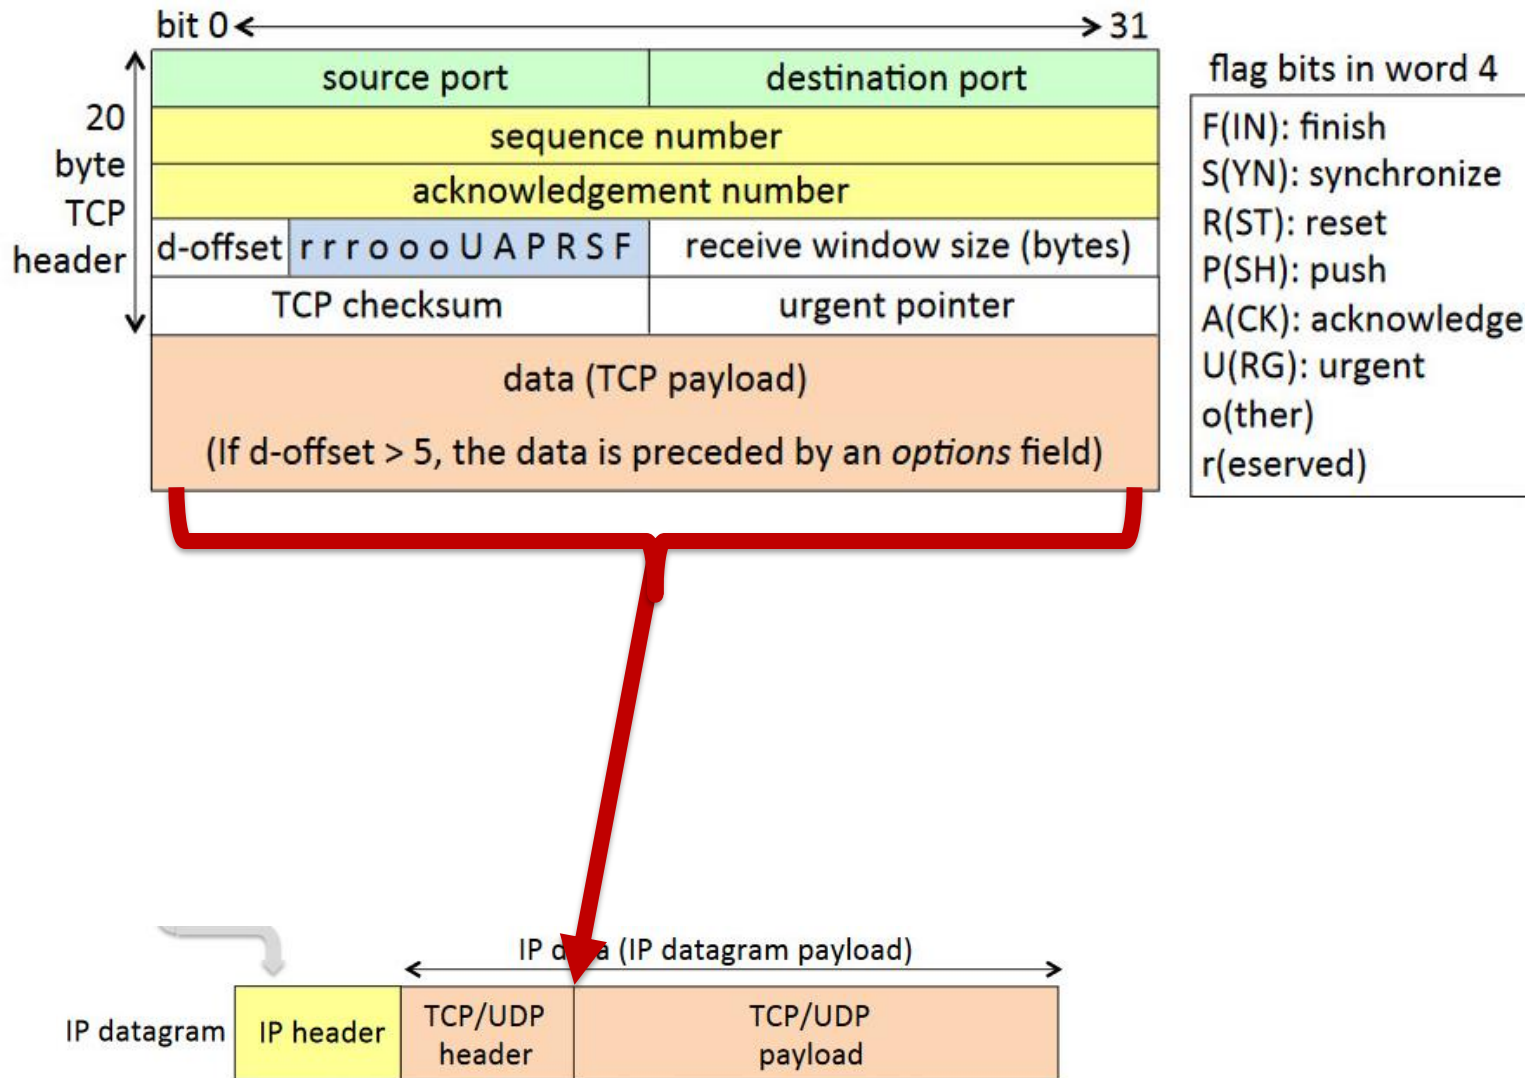 bit 0
31
source port
destination port
20
byte
TCP
header
sequence number
acknowledgement number
d-offset
r r r o o o U A P R S F
receive window size (bytes)
TCP checksum
urgent pointer
data (TCP payload)
(If d-offset > 5, the data is preceded by an options field)
flag bits in word 4
F(IN): finish
S(YN): synchronize
R(ST): reset
P(SH): push
A(CK): acknowledge
U(RG): urgent
o(ther)
r(eserved)
IP data (IP datagram payload)
IP datagram
IP header
TCP/UDP
header
TCP/UDP
payload